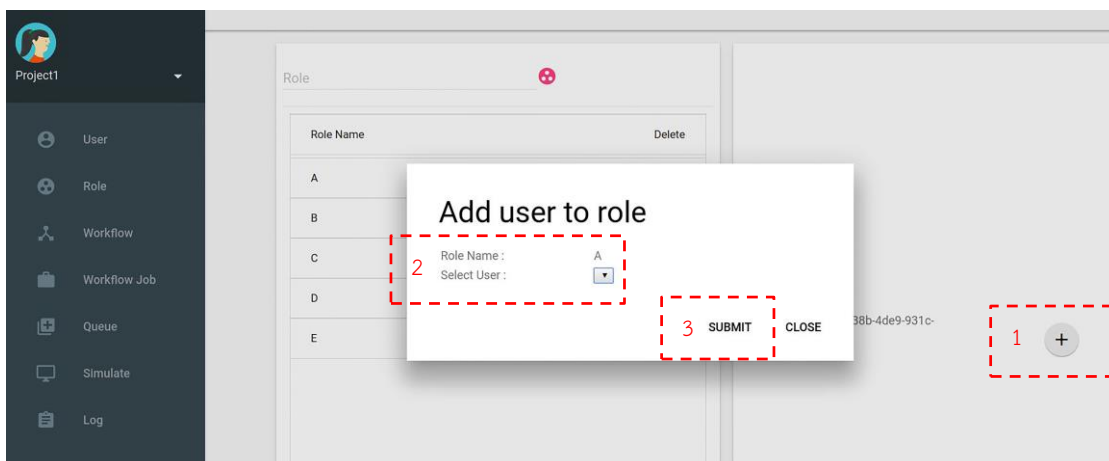 Project1
User
Role
Workflow
Workflow Job
Queue
Simulate
Log
Role
Role Name Delete
A
B
C
D
E
Add user to role
2
Role Name : A
Select User :
3 SUBMIT CLOSE
38b-4de9-931c-
1 +